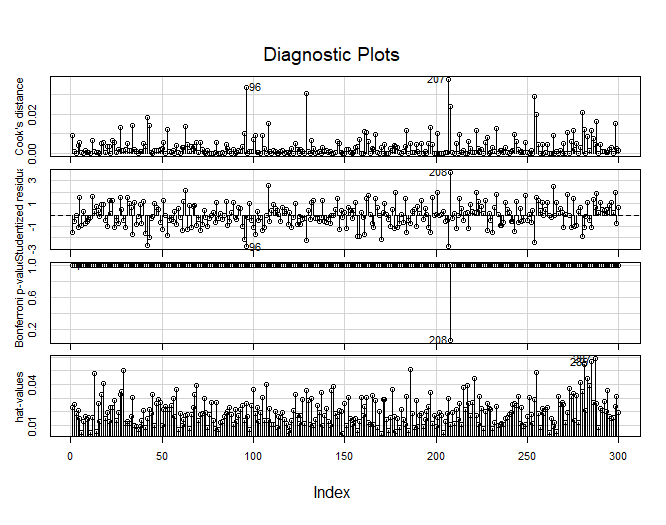 Diagnostic Plots
Cook's distance
0.00 0.02
96
207
Studentized residu
-3 -1 1 3
96
208
Bonferroni p-value
0.2 0.6 1.0
208
hat-values
0.01 0.04
0 50 100 150 200 250 300
Index